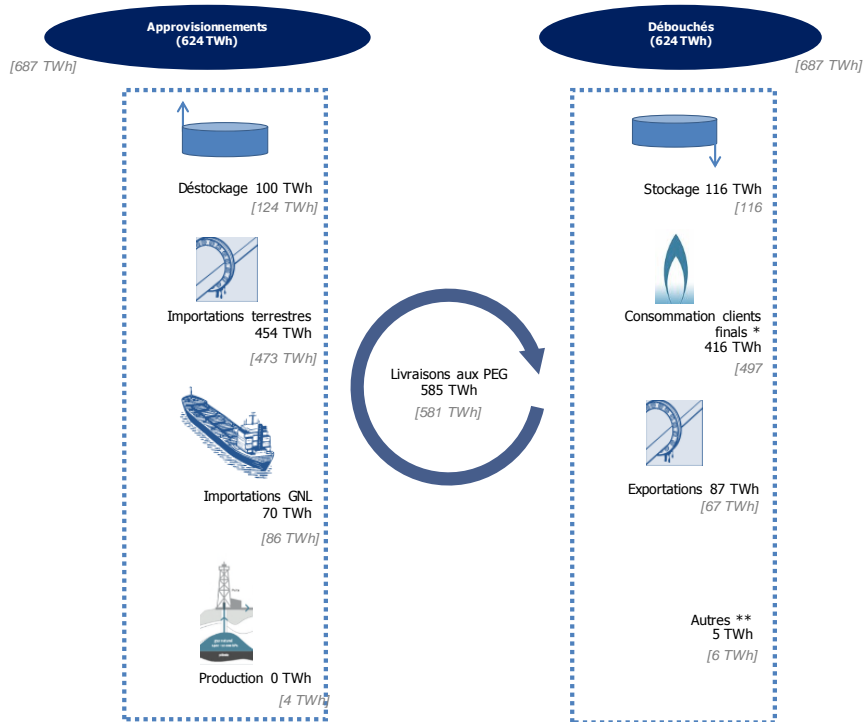 Approvisionnements
(624 TWh)
[687 TWh]
Déstockage 100 TWh
[124 TWh]
Importations terrestres
454 TWh
[473 TWh]
Importations GNL
70 TWh
[86 TWh]
Production 0 TWh
[4 TWh]
Livraisons aux PEG
585 TWh
[581 TWh]
Débouchés
(624 TWh)
[687 TWh]
Stockage 116 TWh
[116
Consommation clients
finals *
416 TWh
[497
Exportations 87 TWh
[67 TWh]
Autres **
5 TWh
[6 TWh]